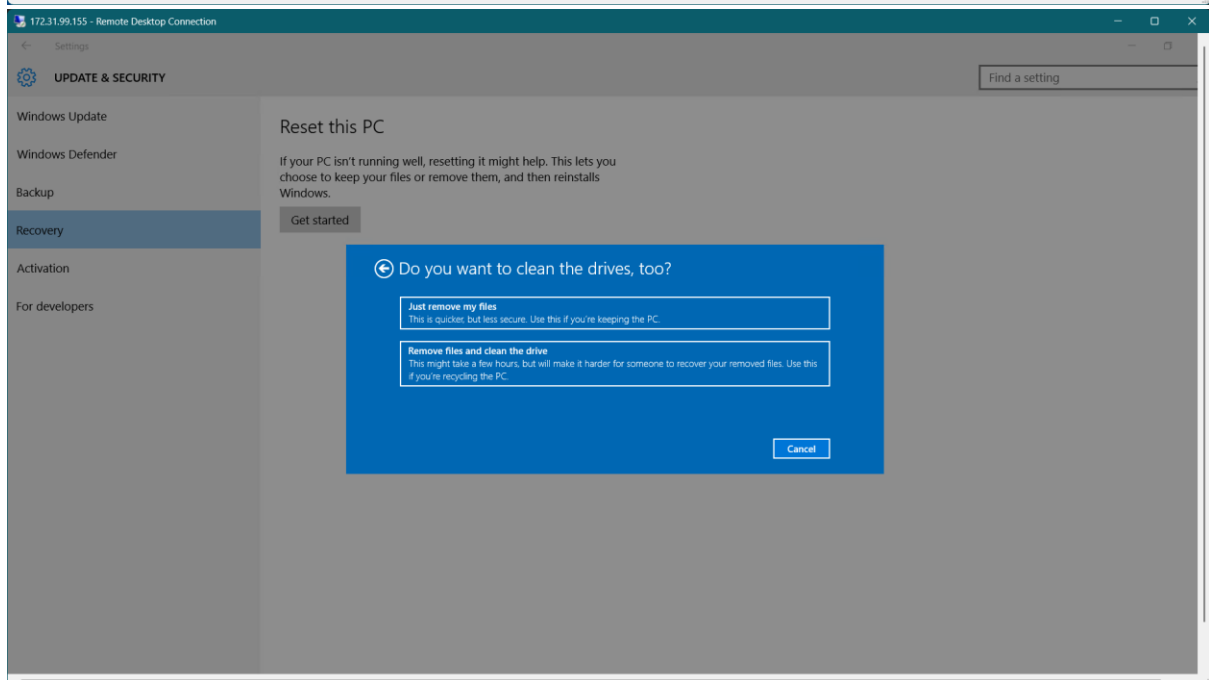 172.31.99.155 - Remote Desktop Connection
Settings
UPDATE & SECURITY
Find a setting
Windows Update
Windows Defender
Backup
Recovery
Activation
For developers
Reset this PC
If your PC isn't running well, resetting it might help. This lets you
choose to keep your files or remove them, and then reinstalls
Windows.
Get started
Do you want to clean the drives, too?
Just remove my files
This is quicker, but less secure. Use this if you're keeping the PC.
Remove files and clean the drive
This might take a few hours, but will make it harder for someone to recover your removed files. Use this
if you're recycling the PC.
Cancel